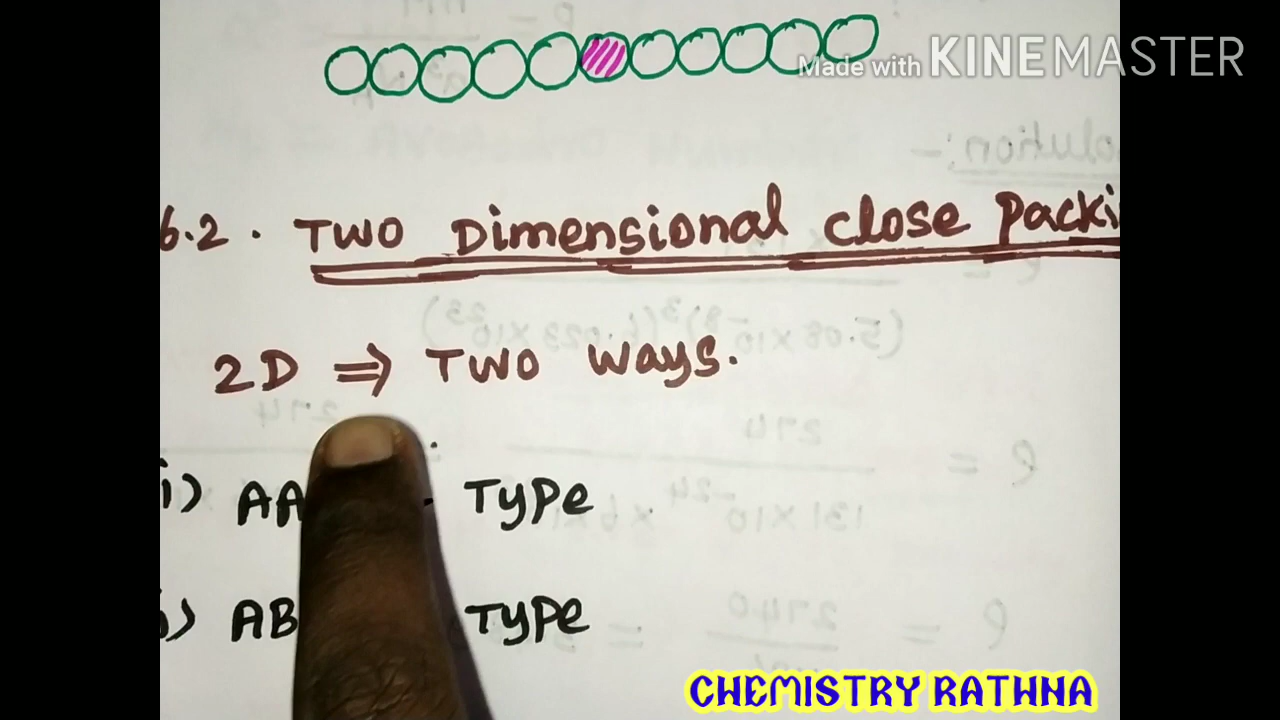 Made with KINEMASTER
6.2. Two Dimensional close Packi
2D ⇒ Two ways.
i) AA - Type
) AB Type
CHEMISTRY RATHNA